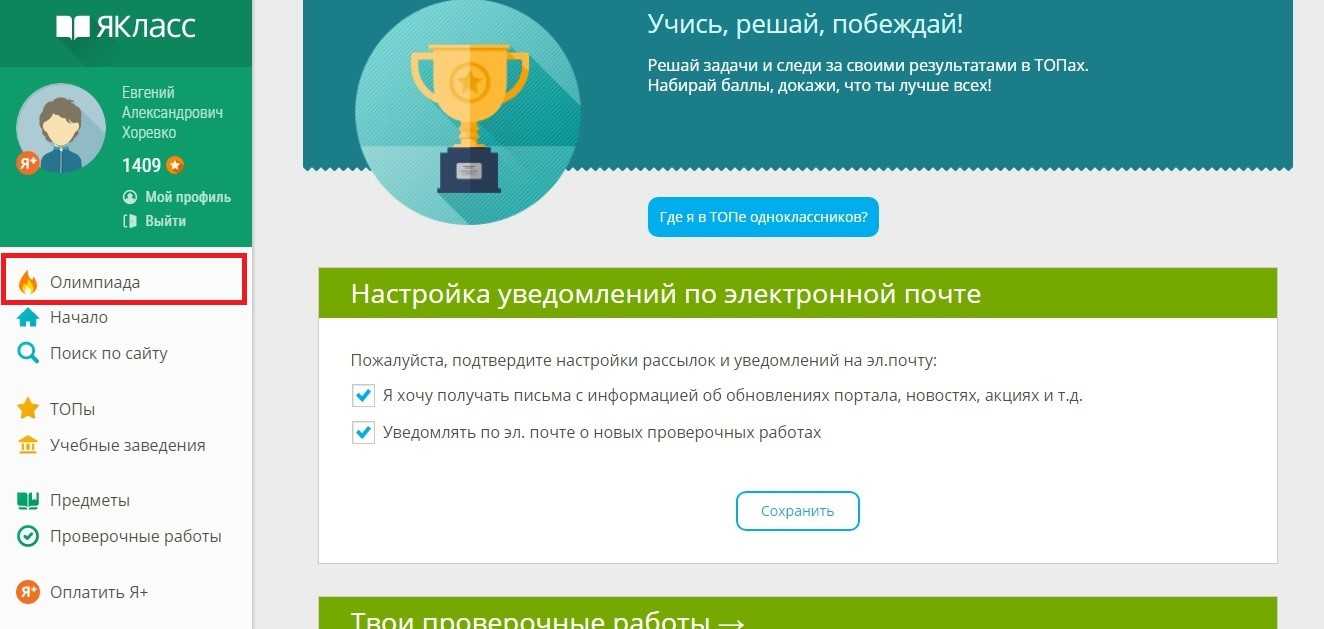 ЯКласс
Евгений
Александрович
Хоревко
1409
Я+
Мой профиль
Выйти
Олимпиада
Начало
Поиск по сайту
ТОПы
Учебные заведения
Предметы
Проверочные работы
Я+ Оплатить Я+
Учись, решай, побеждай!
Решай задачи и следи за своими результатами в ТОПах.
Набирай баллы, докажи, что ты лучше всех!
Где я в ТОПе одноклассников?
Настройка уведомлений по электронной почте
Пожалуйста, подтвердите настройки рассылок и уведомлений на эл.почту:
Я хочу получать письма с информацией об обновлениях портала, новостях, акциях и т.д.
Уведомлять по эл. почте о новых проверочных работах
Сохранить
Твои проверочные работы →